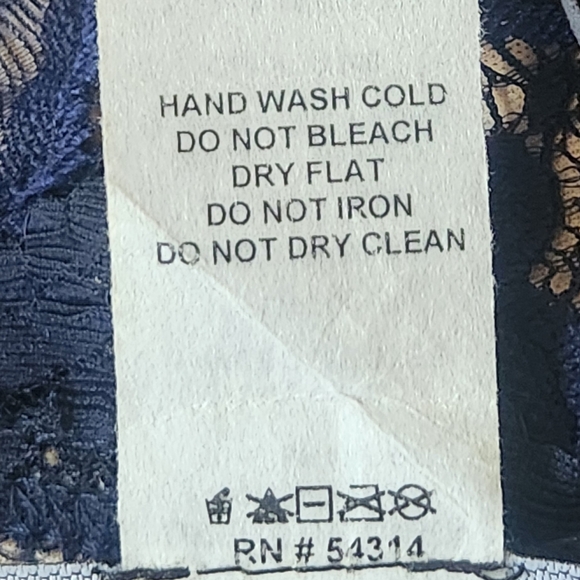 HAND WASH COLD
DO NOT BLEACH
DRY FLAT
DO NOT IRON
DO NOT DRY CLEAN
RN # 54314